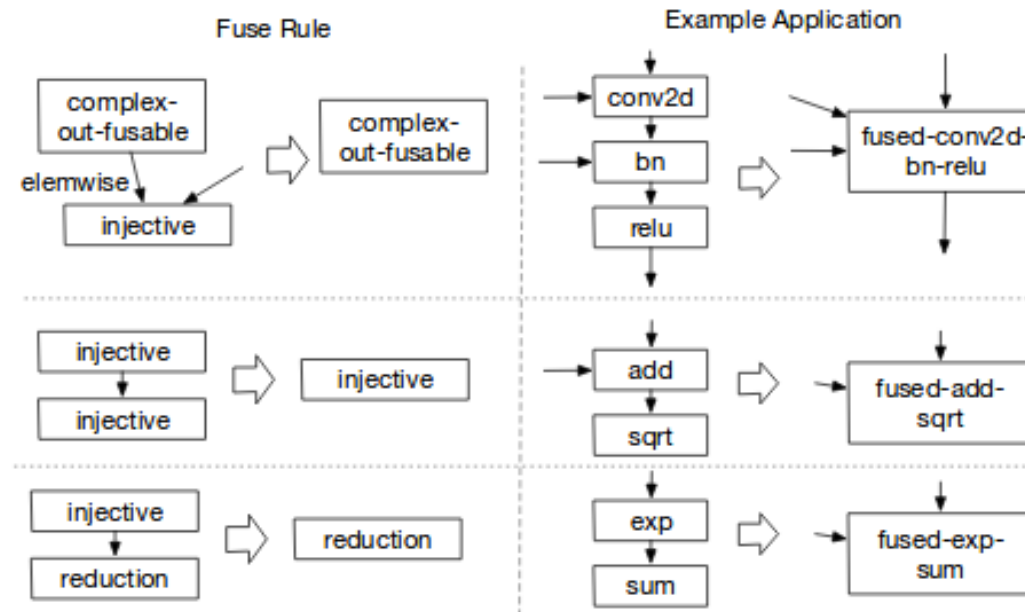 Fuse Rule
Example Application
complex-
out-fusable
elemwise
injective
complex-
out-fusable
conv2d
bn
relu
fused-conv2d-
bn-relu
injective
injective
injective
add
sqrt
fused-add-
sqrt
injective
reduction
reduction
exp
sum
fused-exp-
sum